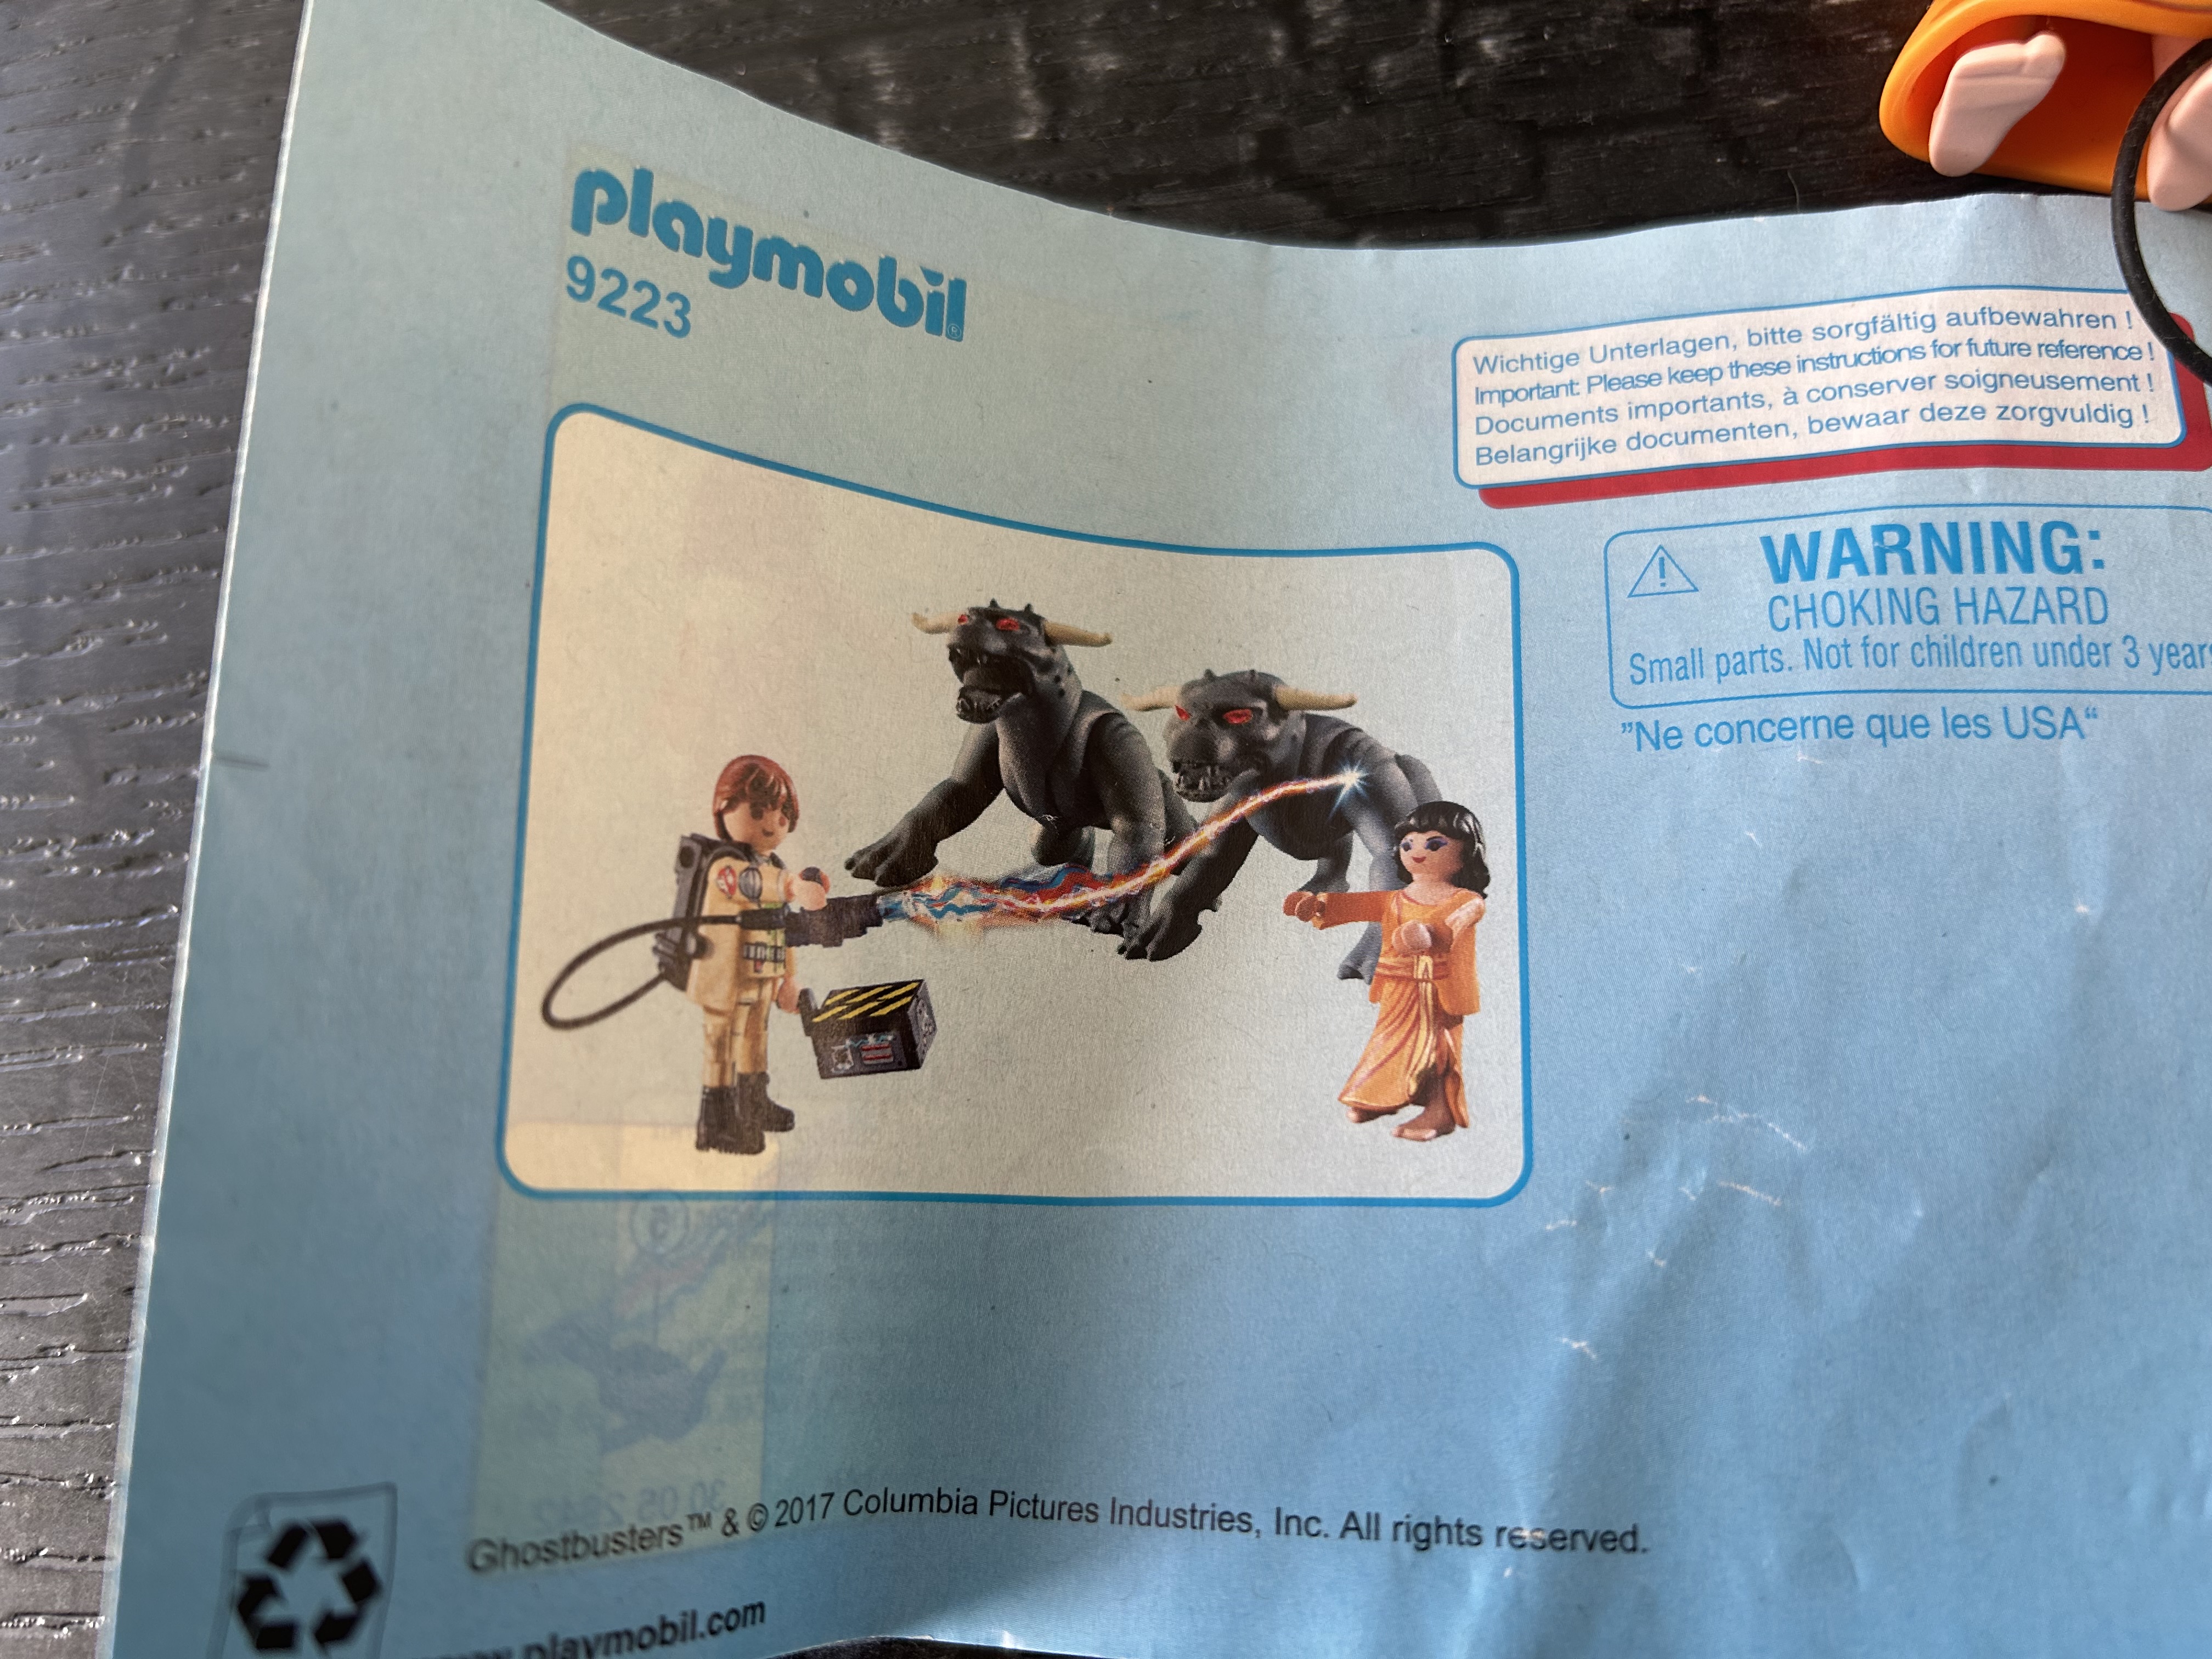 playmobil®
9223
Wichtige Unterlagen, bitte sorgfältig aufbewahren !
Important: Please keep these instructions for future reference !
Documents importants, à conserver soigneusement !
Belangrijke documenten, bewaar deze zorgvuldig !
WARNING:
CHOKING HAZARD
Small parts. Not for children under 3 years
"Ne concerne que les USA“
Ghostbusters™ & © 2017 Columbia Pictures Industries, Inc. All rights reserved.
playmobil.com